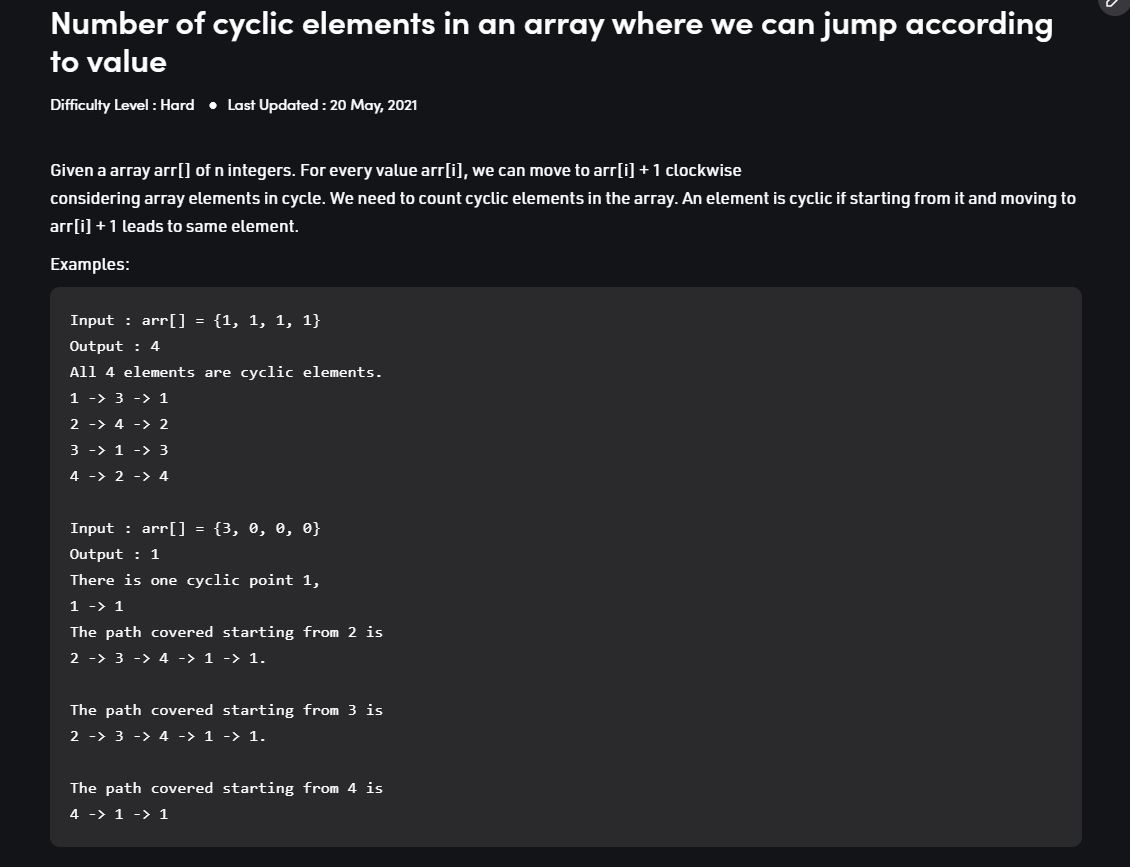 Number of cyclic elements in an array where we can jump according
to value
Difficulty Level : Hard ● Last Updated : 20 May, 2021
Given a array arr[] of n integers. For every value arr[i], we can move to arr[i] + 1 clockwise
considering array elements in cycle. We need to count cyclic elements in the array. An element is cyclic if starting from it and moving to
arr[i] + 1 leads to same element.
Examples:
Input : arr[] = {1, 1, 1, 1}
Output : 4
All 4 elements are cyclic elements.
1 -> 3 -> 1
2 -> 4 -> 2
3 -> 1 -> 3
4 -> 2 -> 4
Input : arr[] = {3, 0, 0, 0}
Output : 1
There is one cyclic point 1,
1 -> 1
The path covered starting from 2 is
2 -> 3 -> 4 -> 1 -> 1.
The path covered starting from 3 is
2 -> 3 -> 4 -> 1 -> 1.
The path covered starting from 4 is
4 -> 1 -> 1